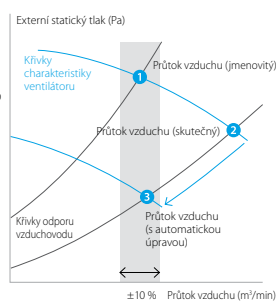 Externí statický tlak (Pa)
Křivky
charakteristiky
ventilátoru
1
Průtok vzduchu (jmenovitý)
Průtok vzduchu (skutečný)
2
3
Křivky odporu
vzduchovodu
Průtok vzduchu
(s automatickou
úpravou)
±10 %
Průtok vzduchu (m³/min)